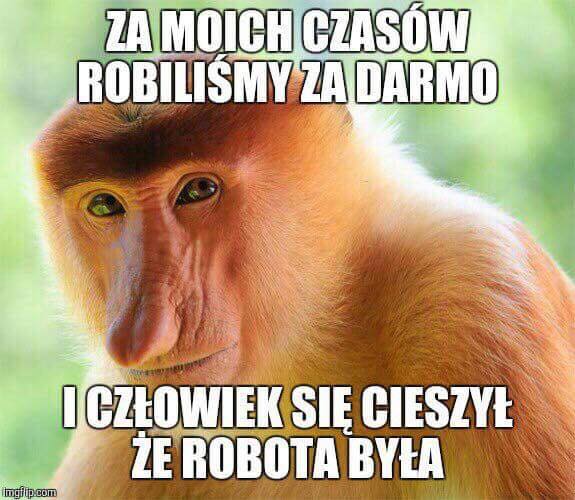 ZA MOICH CZASÓW
ROBILIŚMY ZA DARMO
I CZŁOWIEK SIĘ CIESZYŁ
ŻE ROBOTA BYŁA
imgflip.com